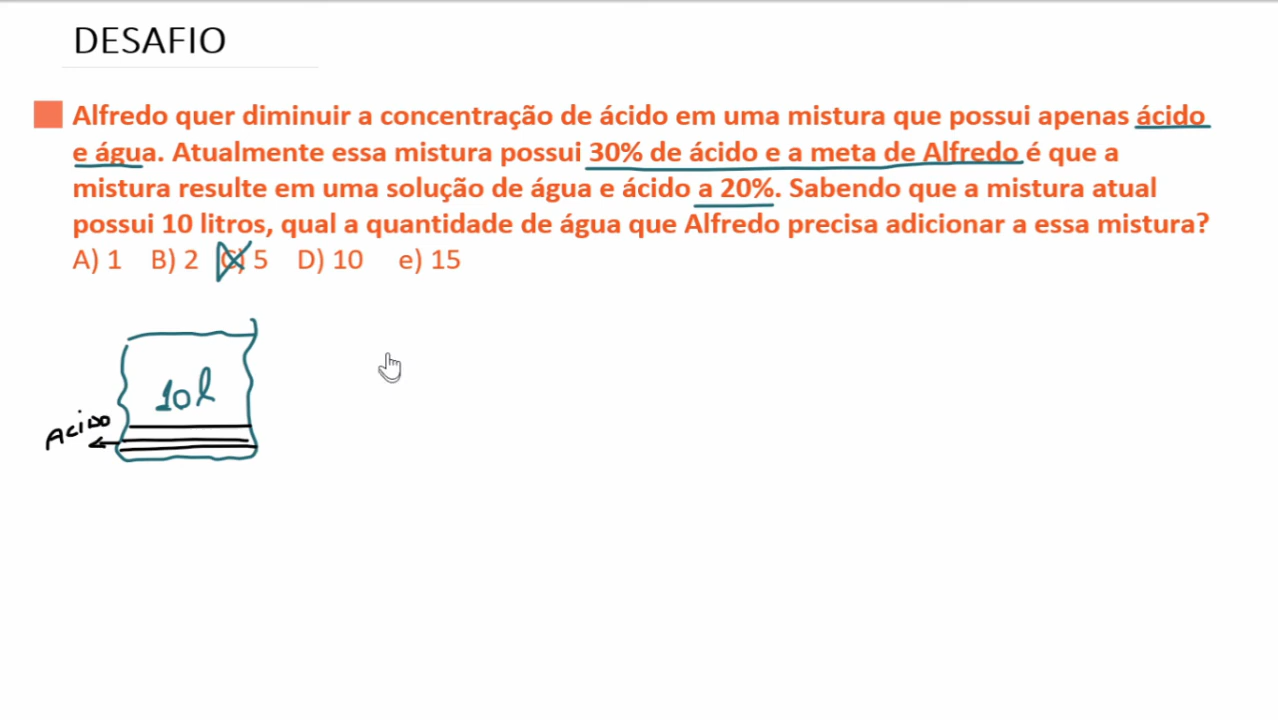 DESAFIO
Alfredo quer diminuir a concentração de ácido em uma mistura que possui apenas ácido
e água. Atualmente essa mistura possui 30% de ácido e a meta de Alfredo é que a
mistura resulte em uma solução de água e ácido a 20%. Sabendo que a mistura atual
possui 10 litros, qual a quantidade de água que Alfredo precisa adicionar a essa mistura?
A) 1 B) 2 C) 5 D) 10 e) 15
10l
Acido